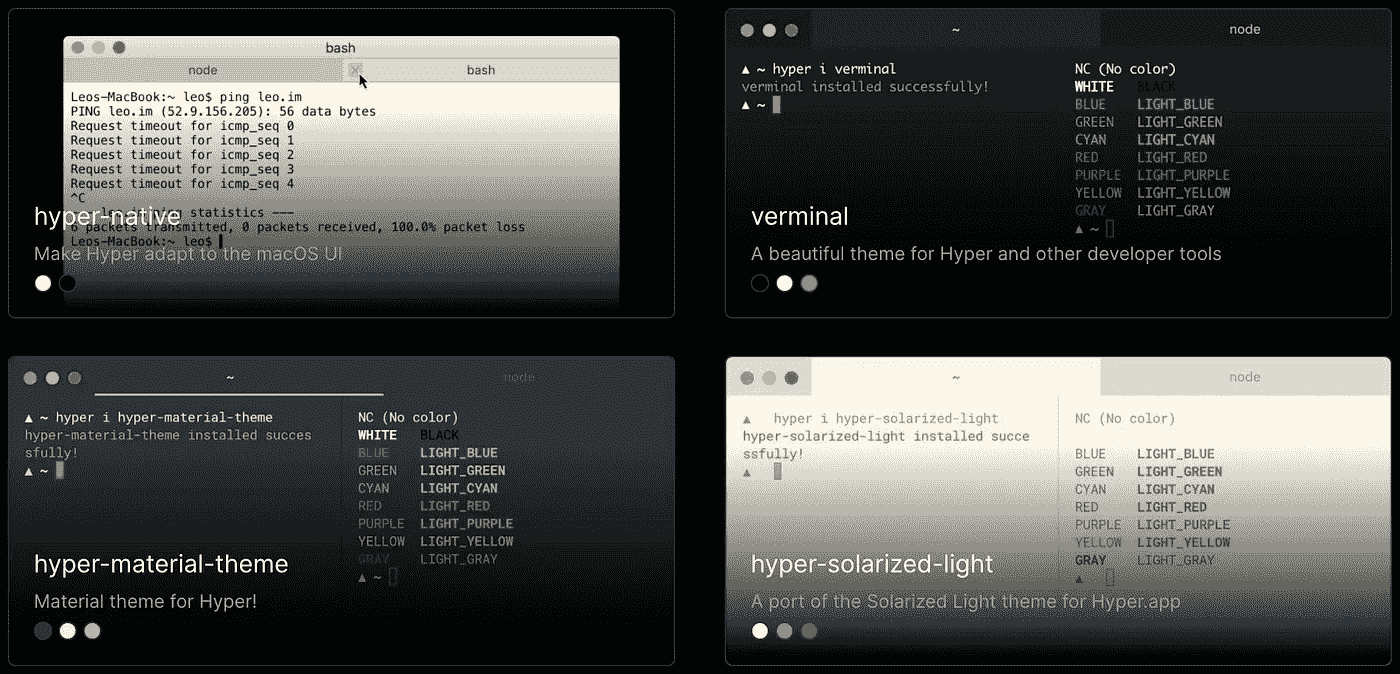 bash
node
bash
Leos-MacBook:~ leo$ ping leo.im
PING leo.im (52.9.156.205): 56 data bytes
Request timeout for icmp_seq 0
Request timeout for icmp_seq 1
Request timeout for icmp_seq 2
Request timeout for icmp_seq 3
Request timeout for icmp_seq 4
^C
statistics ---
6 packets transmitted, 0 packets received, 100.0% packet loss
Leos-MacBook:~ leo$
hyper-native
Make Hyper adapt to the macOS UI
~
node
▲ ~ hyper i verminal
verminal installed successfully!
▲ ~
NC (No color)
WHITE BLACK
BLUE LIGHT_BLUE
GREEN LIGHT_GREEN
CYAN LIGHT_CYAN
RED LIGHT_RED
PURPLE LIGHT_PURPLE
YELLOW LIGHT_YELLOW
GRAY LIGHT_GRAY
▲ ~
verminal
A beautiful theme for Hyper and other developer tools
~
node
▲ ~ hyper i hyper-material-theme
hyper-material-theme installed succes
sfully!
▲ ~
NC (No color)
WHITE BLACK
BLUE LIGHT_BLUE
GREEN LIGHT_GREEN
CYAN LIGHT_CYAN
RED LIGHT_RED
PURPLE LIGHT_PURPLE
YELLOW LIGHT_YELLOW
GRAY LIGHT_GRAY
▲ ~
hyper-material-theme
Material theme for Hyper!
~
node
▲ hyper i hyper-solarized-light
hyper-solarized-light installed succe
ssfully!
▲
NC (No color)
BLUE LIGHT_BLUE
GREEN LIGHT_GREEN
CYAN LIGHT_CYAN
RED LIGHT_RED
PURPLE LIGHT_PURPLE
YELLOW LIGHT_YELLOW
GRAY LIGHT_GRAY
▲
hyper-solarized-light
A port of the Solarized Light theme for Hyper.app